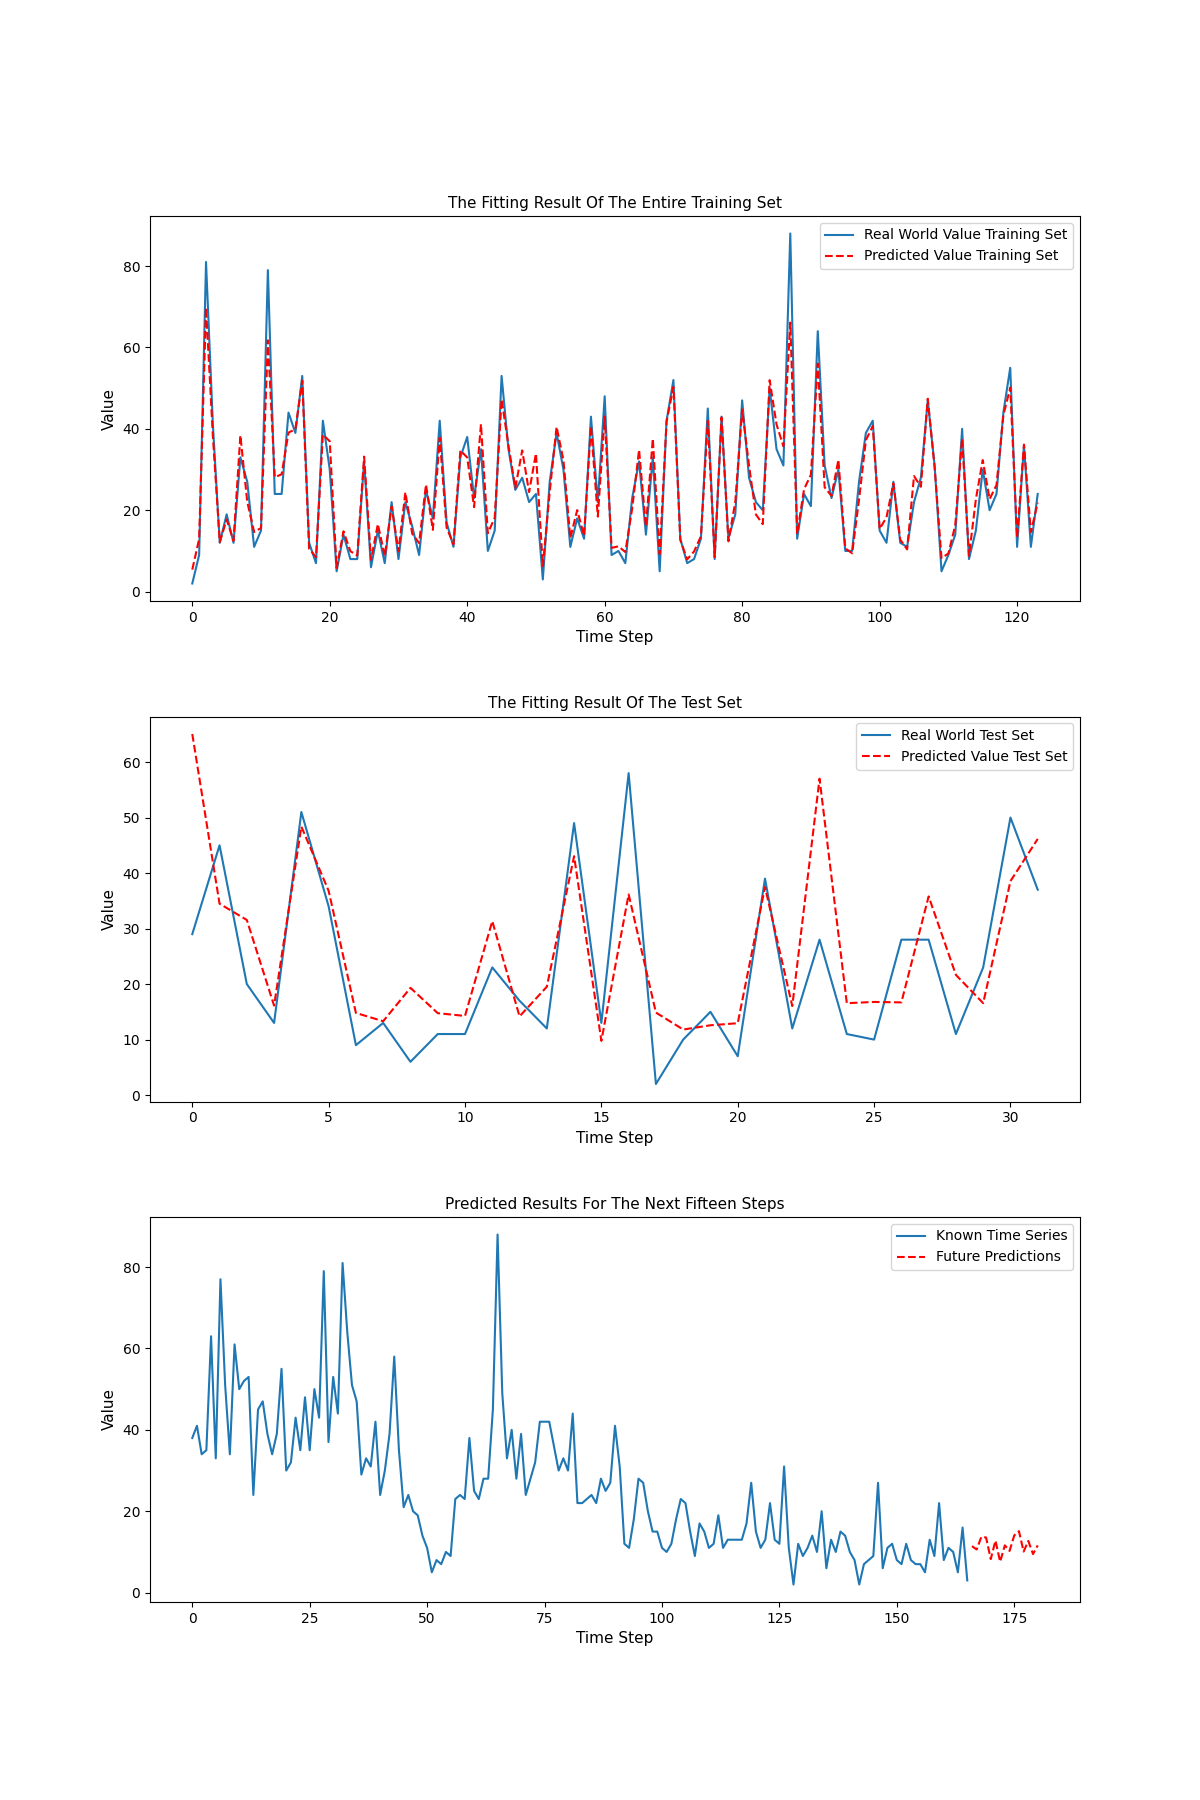 The Fitting Result Of The Entire Training Set
Real World Value Training Set
Predicted Value Training Set
Value
80
60
40
20
0
0 20 40 60 80 100 120
Time Step
The Fitting Result Of The Test Set
Real World Test Set
Predicted Value Test Set
Value
60
50
40
30
20
10
0
0 5 10 15 20 25 30
Time Step
Predicted Results For The Next Fifteen Steps
Known Time Series
Future Predictions
Value
80
60
40
20
0
0 25 50 75 100 125 150 175
Time Step